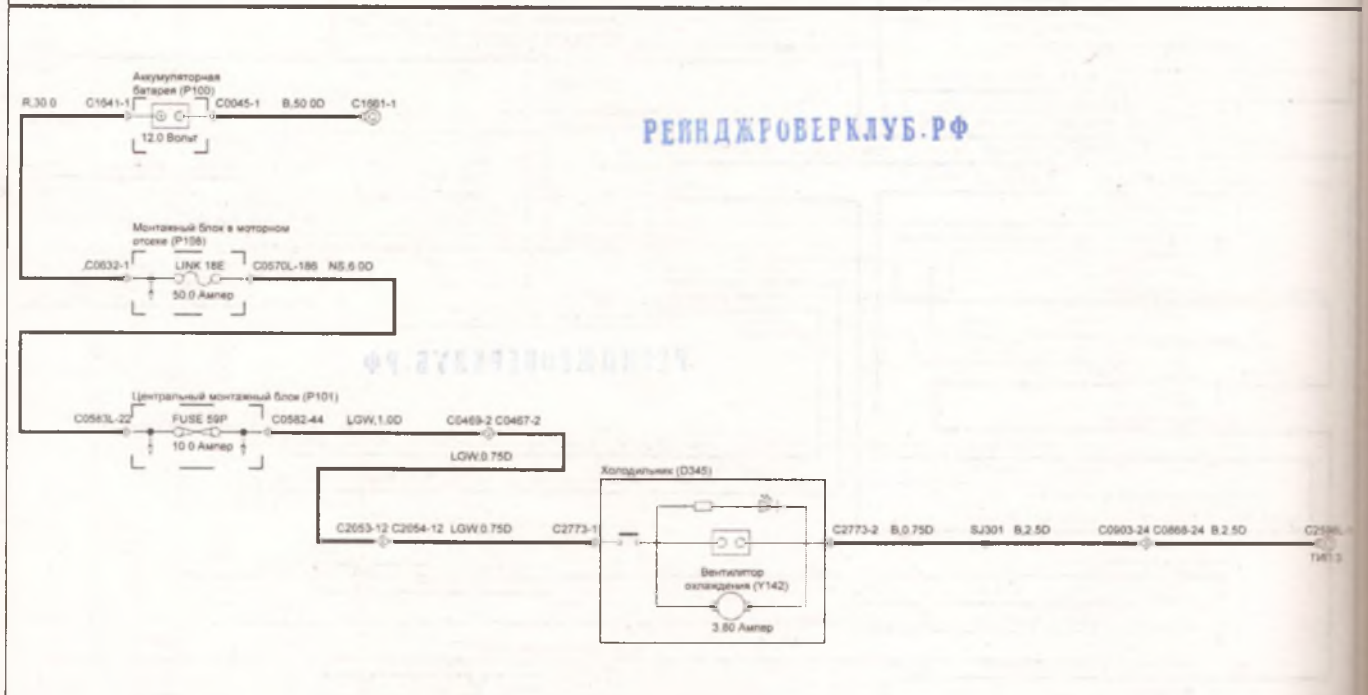 Аккумуляторная
батарея (P100)
R,30.0 C1641-1 C0045-1 B,50.0D C1661-1
12.0 Вольт
РЕЙНДЖРОВЕРКЛУБ.РФ
Монтажный блок в моторном
отсеке (P108)
C0632-1 LINK 18E C0570L-186 NS,6.0D
50.0 Ампер
Центральный монтажный блок (P101)
C0583L-22 FUSE 59P C0582-44 LGW,1.0D C0469-2 C0467-2
10.0 Ампер
LGW,0.75D
Холодильник (D345)
C2053-12 C2054-12 LGW,0.75D C2773-1 C2773-2 B,0.75D SJ301 B,2.5D C0903-24 C0868-24 B,2.5D
Вентилятор
охлаждения (Y142)
3.80 Ампер